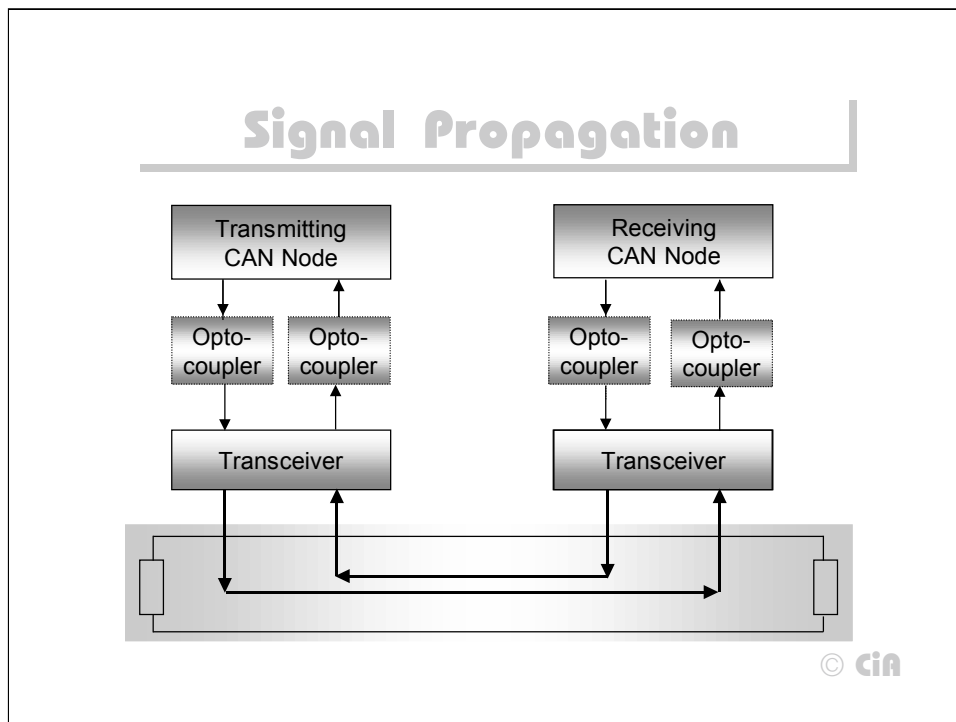 Signal Propagation
Transmitting
CAN Node
Receiving
CAN Node
Opto-
coupler
Opto-
coupler
Opto-
coupler
Opto-
coupler
Transceiver
Transceiver
© CiA